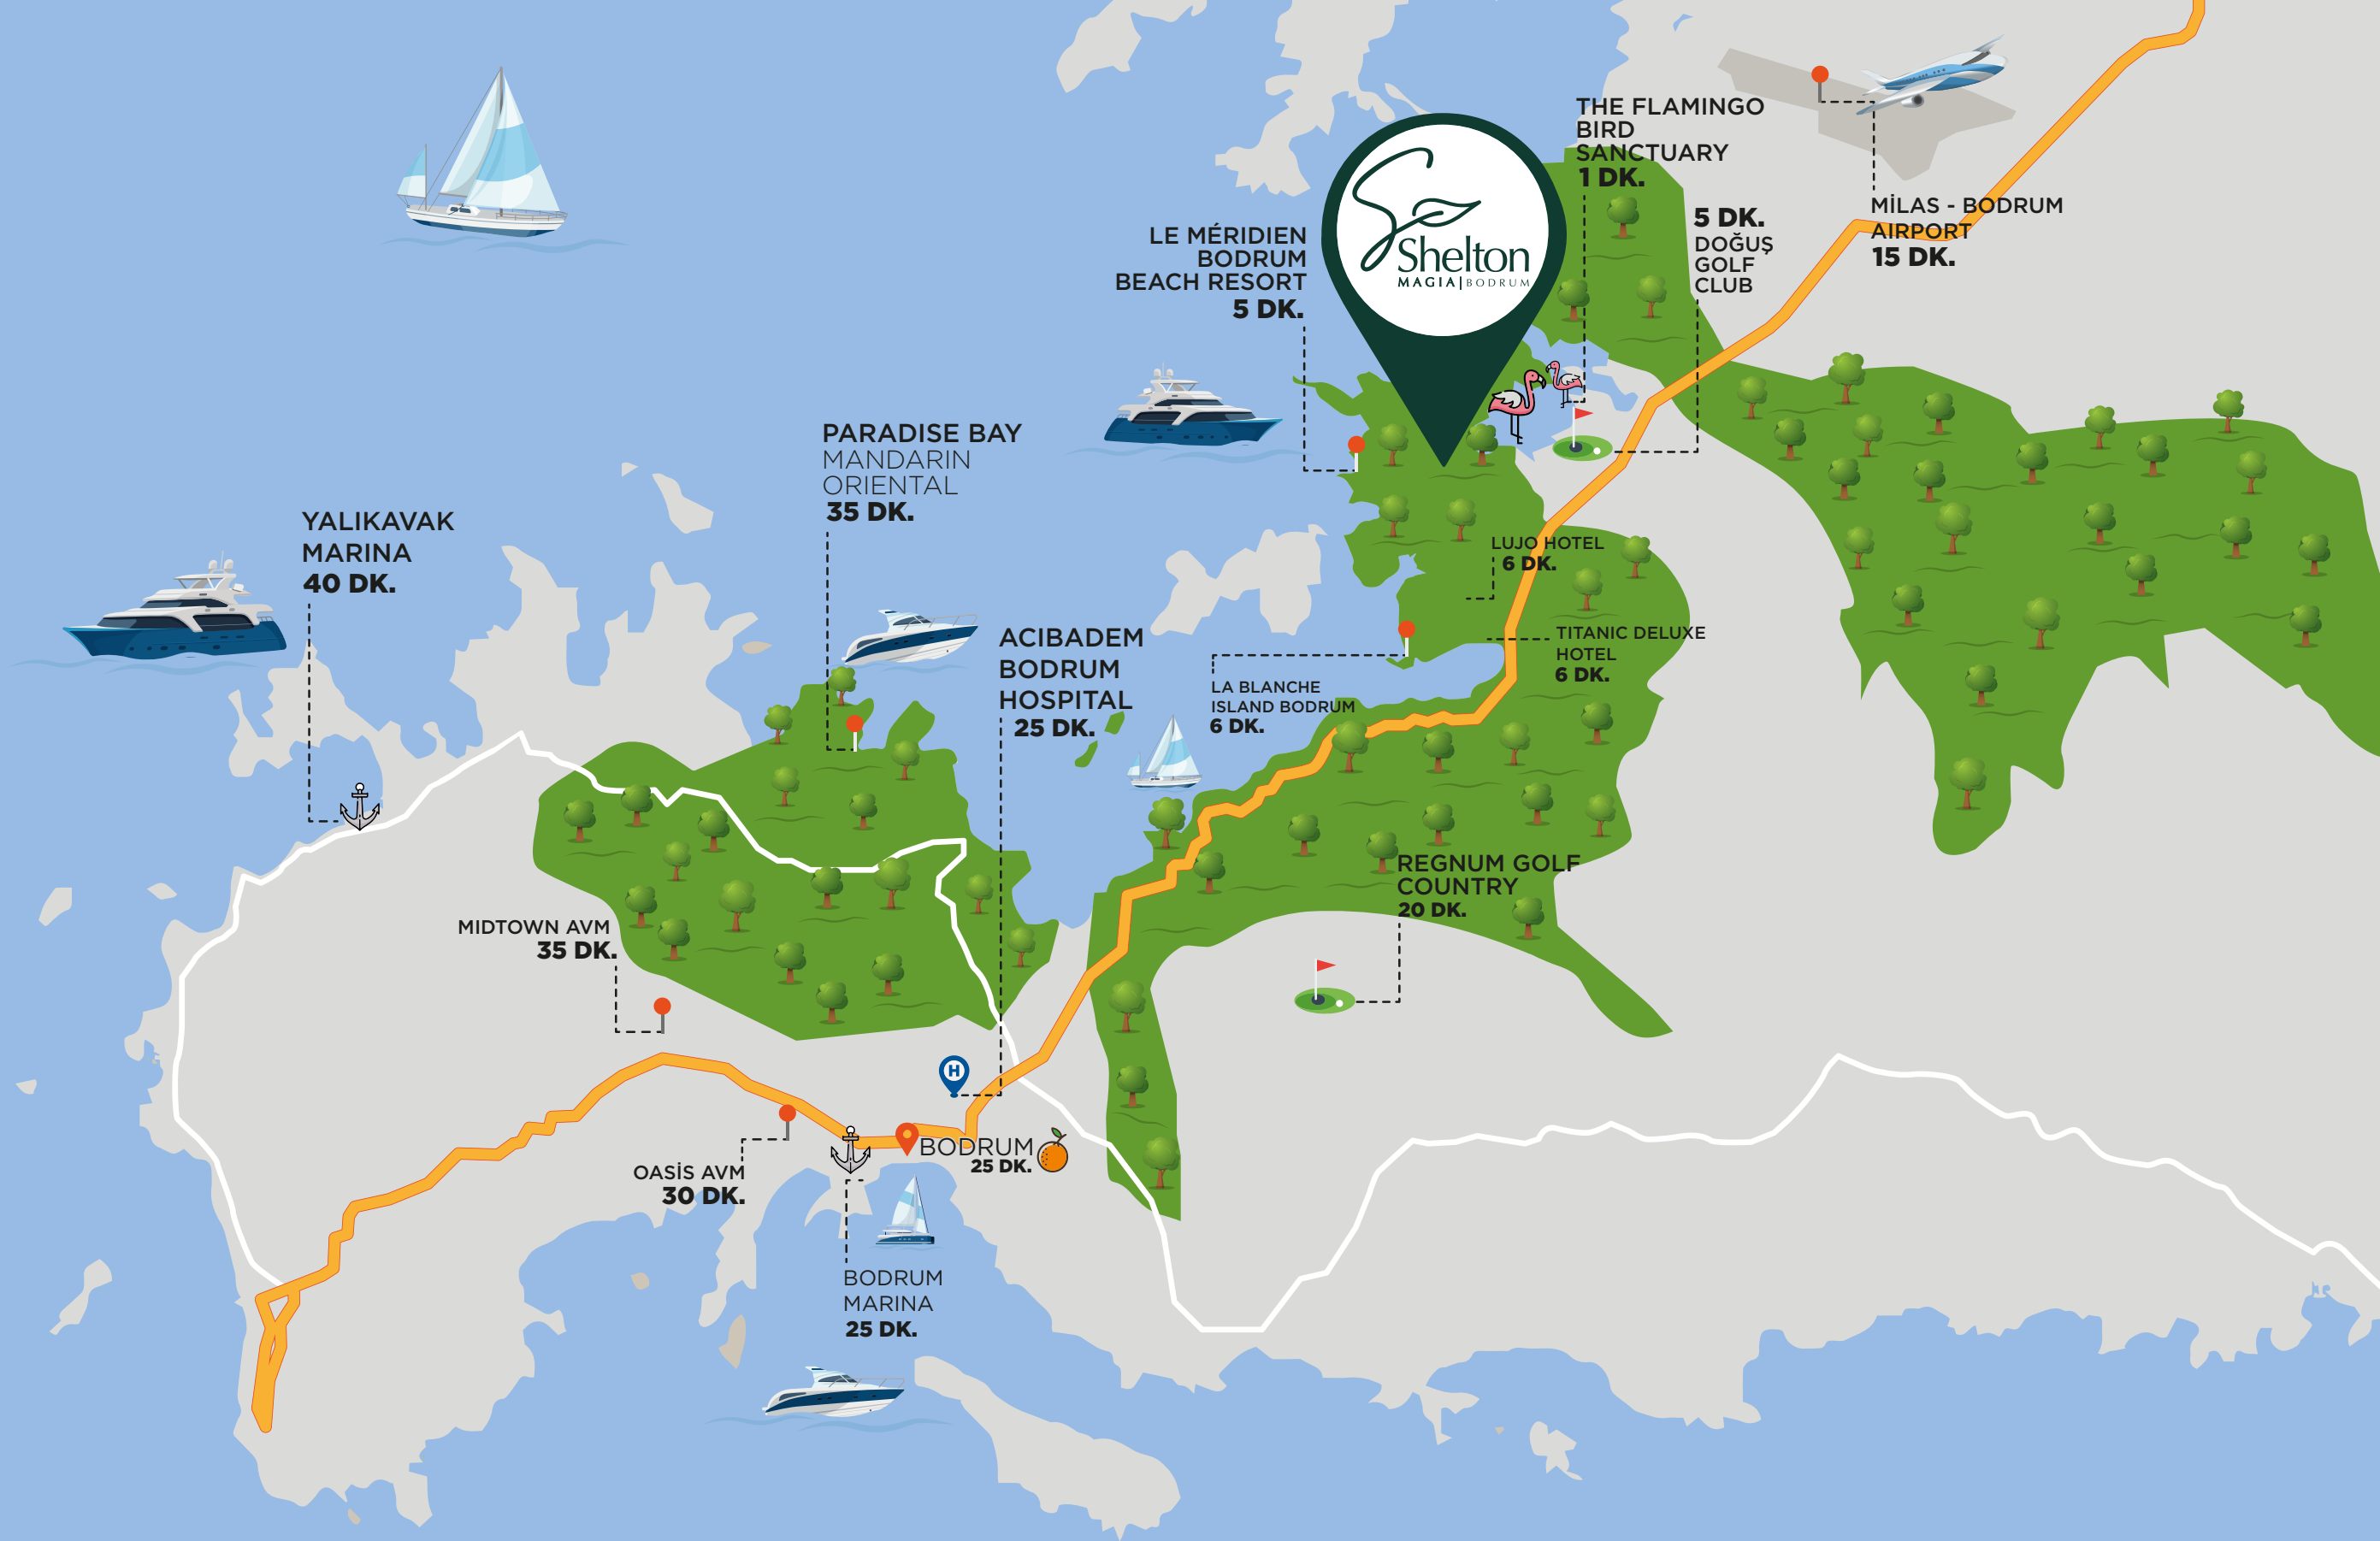 THE FLAMINGO
BIRD
SANCTUARY
1 DK.
MİLAS - BODRUM
AIRPORT
15 DK.
5 DK.
DOĞUŞ
GOLF
CLUB
LE MÉRIDIEN
BODRUM
BEACH RESORT
5 DK.
Shelton
MAGIA|BODRUM
PARADISE BAY
MANDARIN
ORIENTAL
35 DK.
YALIKAVAK
MARINA
40 DK.
LUJO HOTEL
6 DK.
ACIBADEM
BODRUM
HOSPITAL
25 DK.
TITANIC DELUXE
HOTEL
6 DK.
LA BLANCHE
ISLAND BODRUM
6 DK.
REGNUM GOLF
COUNTRY
20 DK.
MIDTOWN AVM
35 DK.
H
BODRUM
25 DK.
OASİS AVM
30 DK.
BODRUM
MARINA
25 DK.